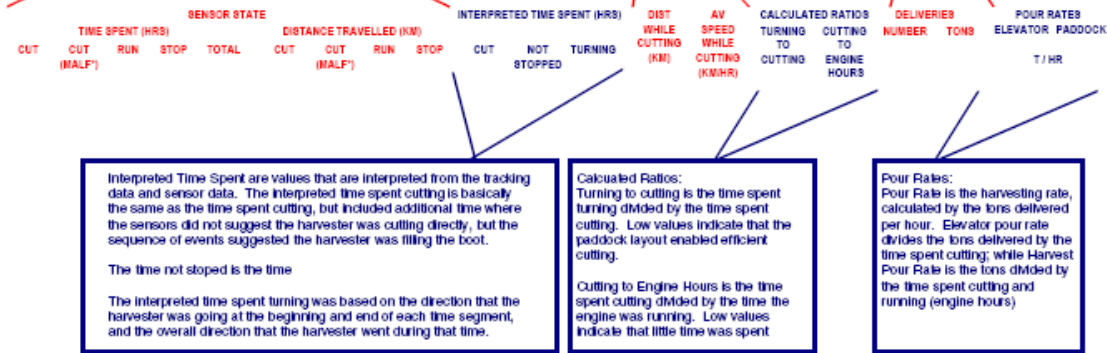 SENSOR STATE
INTERPRETED TIME SPENT (HRS)
DIST WHILE CUTTING (KM)
AV SPEED WHILE CUTTING (KM/HR)
CALCULATED RATIOS
DELIVERIES
POUR RATES
TIME SPENT (HRS)
DISTANCE TRAVELLED (KM)
CUT CUT (MALF*) RUN STOP TOTAL
CUT CUT (MALF*) RUN STOP
CUT NOT STOPPED TURNING
TURNING TO CUTTING
CUTTING TO ENGINE HOURS
NUMBER TONS
ELEVATOR PADDOCK
T / HR
Interpreted Time Spent are values that are interpreted from the tracking
data and sensor data. The interpreted time spent cutting is basically
the same as the time spent cutting, but included additional time where
the sensors did not suggest the harvester was cutting directly, but the
sequence of events suggested the harvester was filling the boot.
The time not stoped is the time
The interpreted time spent turning was based on the direction that the
harvester was going at the beginning and end of each time segment,
and the overall direction that the harvester went during that time.
Calcuated Ratios:
Turning to cutting is the time spent
turning divided by the time spent
cutting. Low values indicate that the
paddock layout enabled efficient
cutting.
Cutting to Engine Hours is the time
spent cutting divided by the time the
engine was running. Low values
indicate that little time was spent
Pour Rates:
Pour Rate is the harvesting rate,
calculated by the tons delivered
per hour. Elevator pour rate
divides the tons delivered by the
time spent cutting; while Harvest
Pour Rate is the tons divided by
the time spent cutting and
running (engine hours)